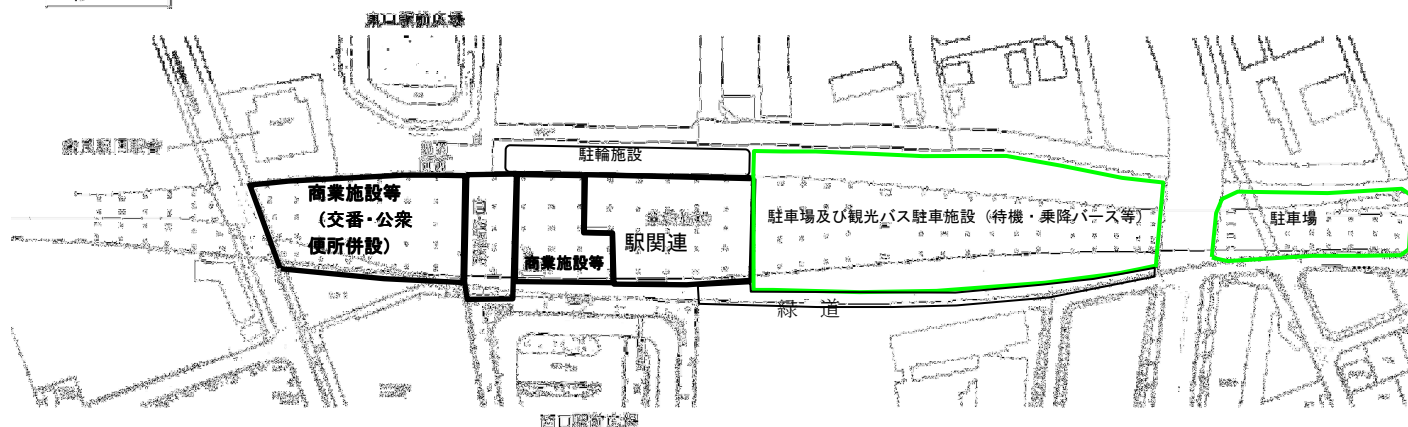 東口駅前広場
駐輪施設
商業施設等
（交番・公衆
便所併設）
商業施設等
駅関連
駐車場及び観光バス駐車施設（待機・乗降バース等）
駐車場
緑　道
西口駅前広場